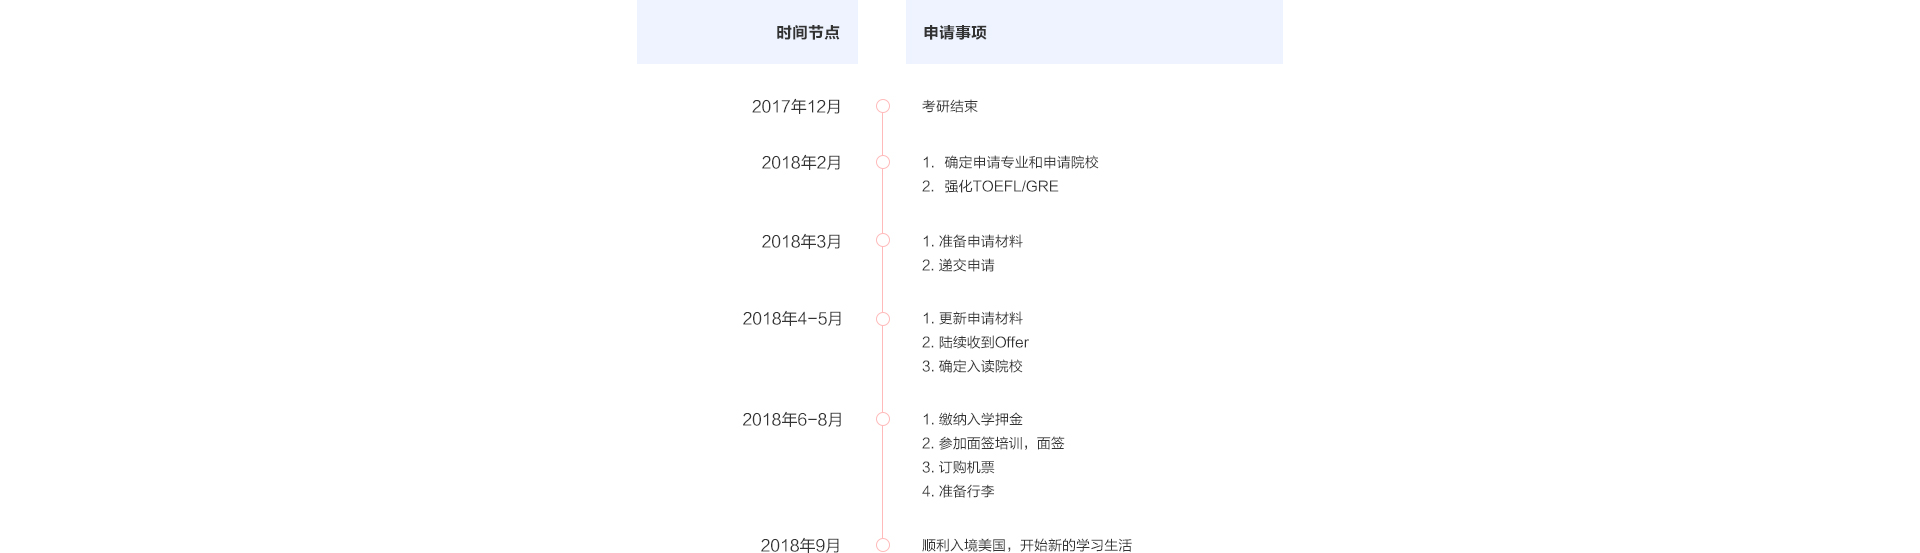 时间节点 申请事项
2017年12月 考研结束
2018年2月 1. 确定申请专业和申请院校
2. 强化TOEFL/GRE
2018年3月 1. 准备申请材料
2. 递交申请
2018年4-5月 1. 更新申请材料
2. 陆续收到Offer
3. 确定入读院校
2018年6-8月 1. 缴纳入学押金
2. 参加面签培训，面签
3. 订购机票
4. 准备行李
2018年9月 顺利入境美国，开始新的学习生活